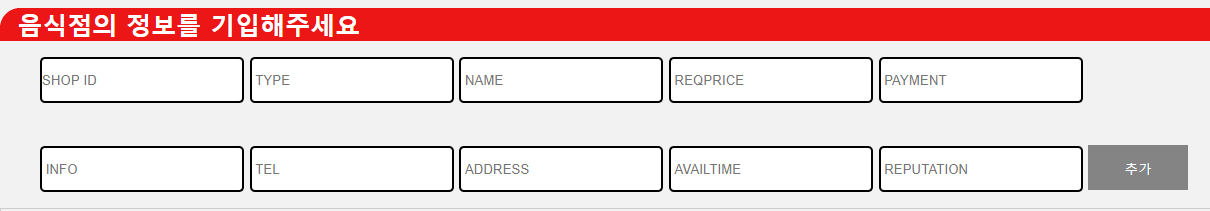 음식점의 정보를 기입해주세요
SHOP ID TYPE NAME REQPRICE PAYMENT
INFO TEL ADDRESS AVAILTIME REPUTATION 추가